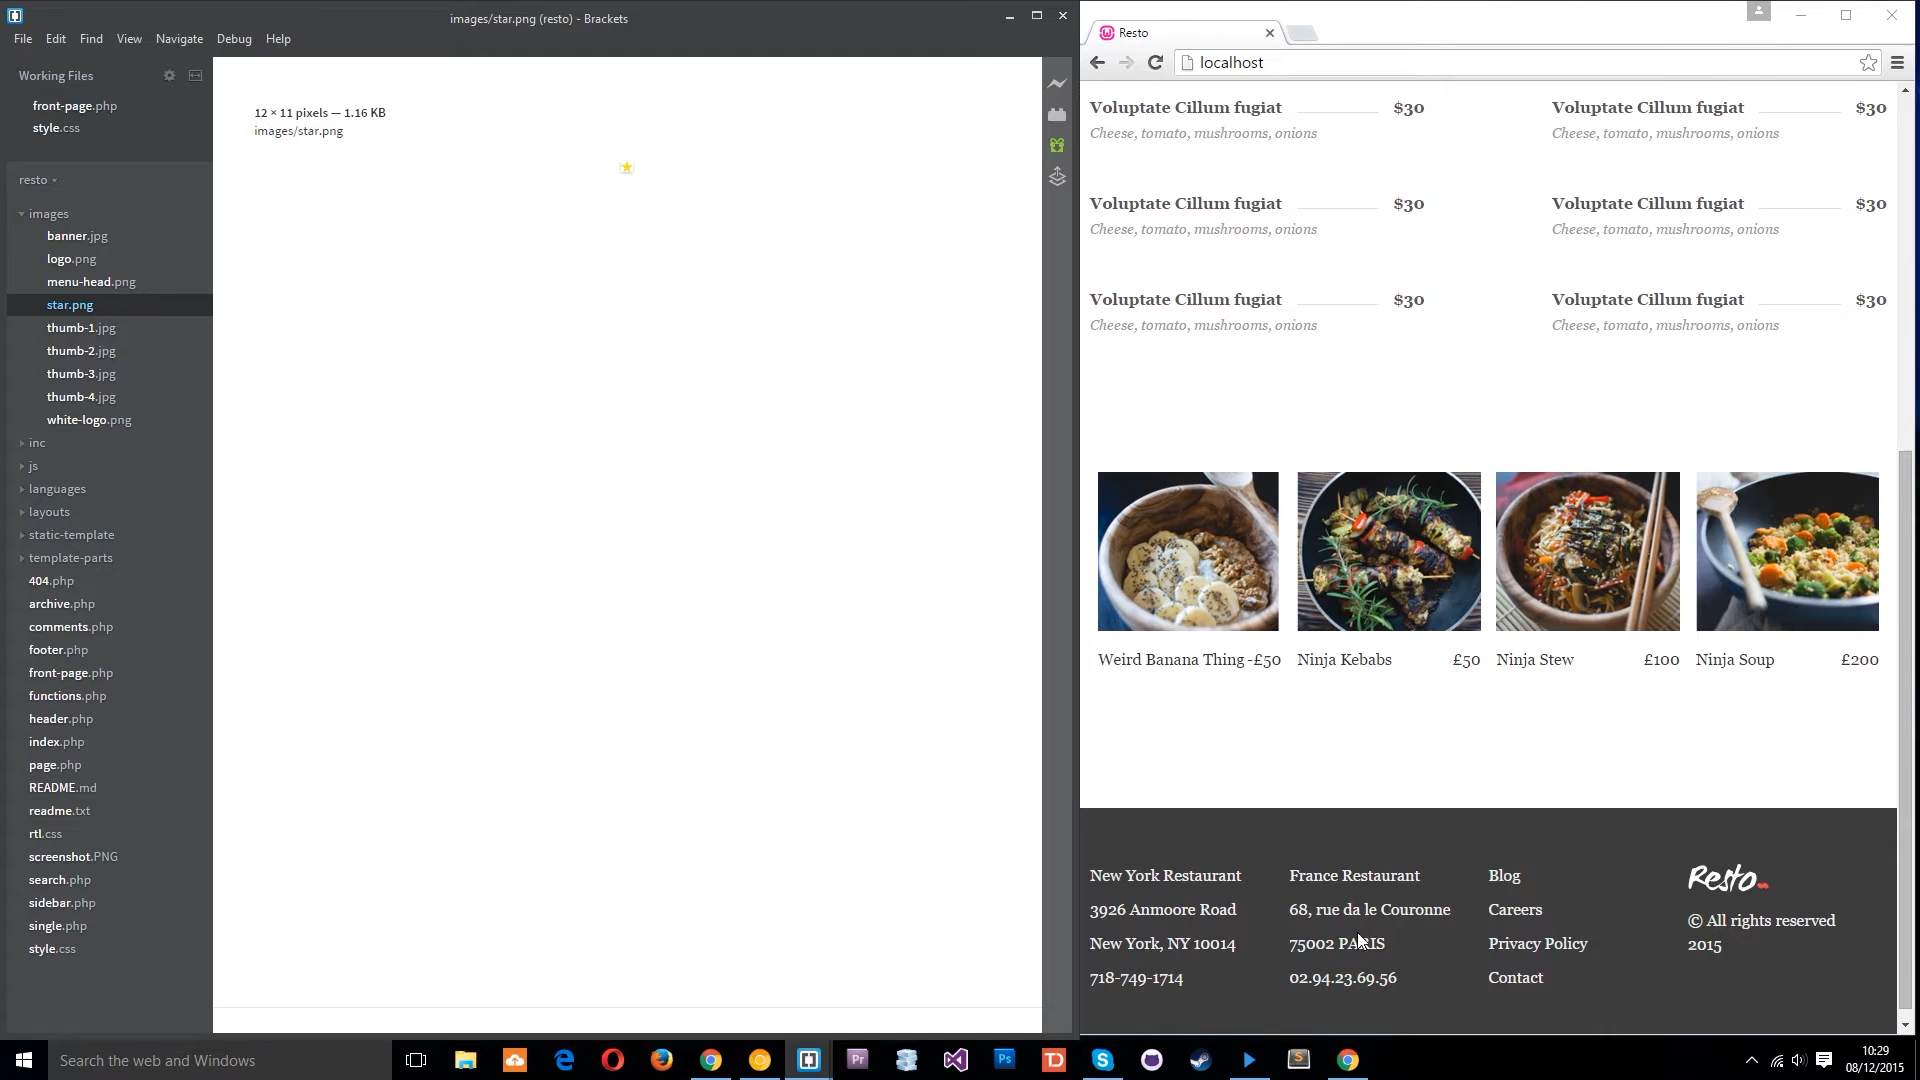 images/star.png (resto) - Brackets
File Edit Find View Navigate Debug Help
Working Files
front-page.php
style.css
resto
images
banner.jpg
logo.png
menu-head.png
star.png
thumb-1.jpg
thumb-2.jpg
thumb-3.jpg
thumb-4.jpg
white-logo.png
inc
js
languages
layouts
static-template
template-parts
404.php
archive.php
comments.php
footer.php
front-page.php
functions.php
header.php
index.php
page.php
README.md
readme.txt
rtl.css
screenshot.PNG
search.php
sidebar.php
single.php
style.css
12 × 11 pixels — 1.16 KB
images/star.png
Resto
localhost
Voluptate Cillum fugiat $30 Voluptate Cillum fugiat $30
Cheese, tomato, mushrooms, onions Cheese, tomato, mushrooms, onions
Voluptate Cillum fugiat $30 Voluptate Cillum fugiat $30
Cheese, tomato, mushrooms, onions Cheese, tomato, mushrooms, onions
Voluptate Cillum fugiat $30 Voluptate Cillum fugiat $30
Cheese, tomato, mushrooms, onions Cheese, tomato, mushrooms, onions
Weird Banana Thing -£50 Ninja Kebabs £50 Ninja Stew £100 Ninja Soup £200
New York Restaurant
3926 Anmoore Road
New York, NY 10014
718-749-1714
France Restaurant
68, rue da le Couronne
75002 PARIS
02.94.23.69.56
Blog
Careers
Privacy Policy
Contact
Resto
© All rights reserved
2015
Search the web and Windows
Pr
Ps
TD
S
10:29
08/12/2015